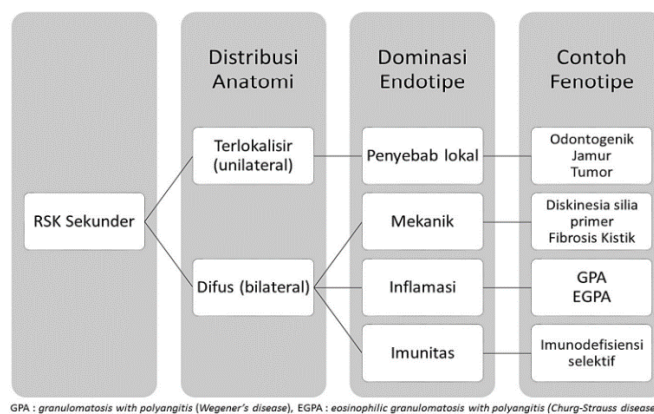 Distribusi
Anatomi
Dominasi
Endotipe
Contoh
Fenotipe
RSK Sekunder
Terlokalisir
(unilateral)
Difus (bilateral)
Penyebab lokal
Mekanik
Inflamasi
Imunitas
Odontogenik
Jamur
Tumor
Diskinesia silia
primer
Fibrosis Kistik
GPA
EGPA
Imunodefisiensi
selektif
GPA : granulomatosis with polyangitis (Wegener's disease), EGPA : eosinophilic granulomatosis with polyangitis (Churg-Strauss disease